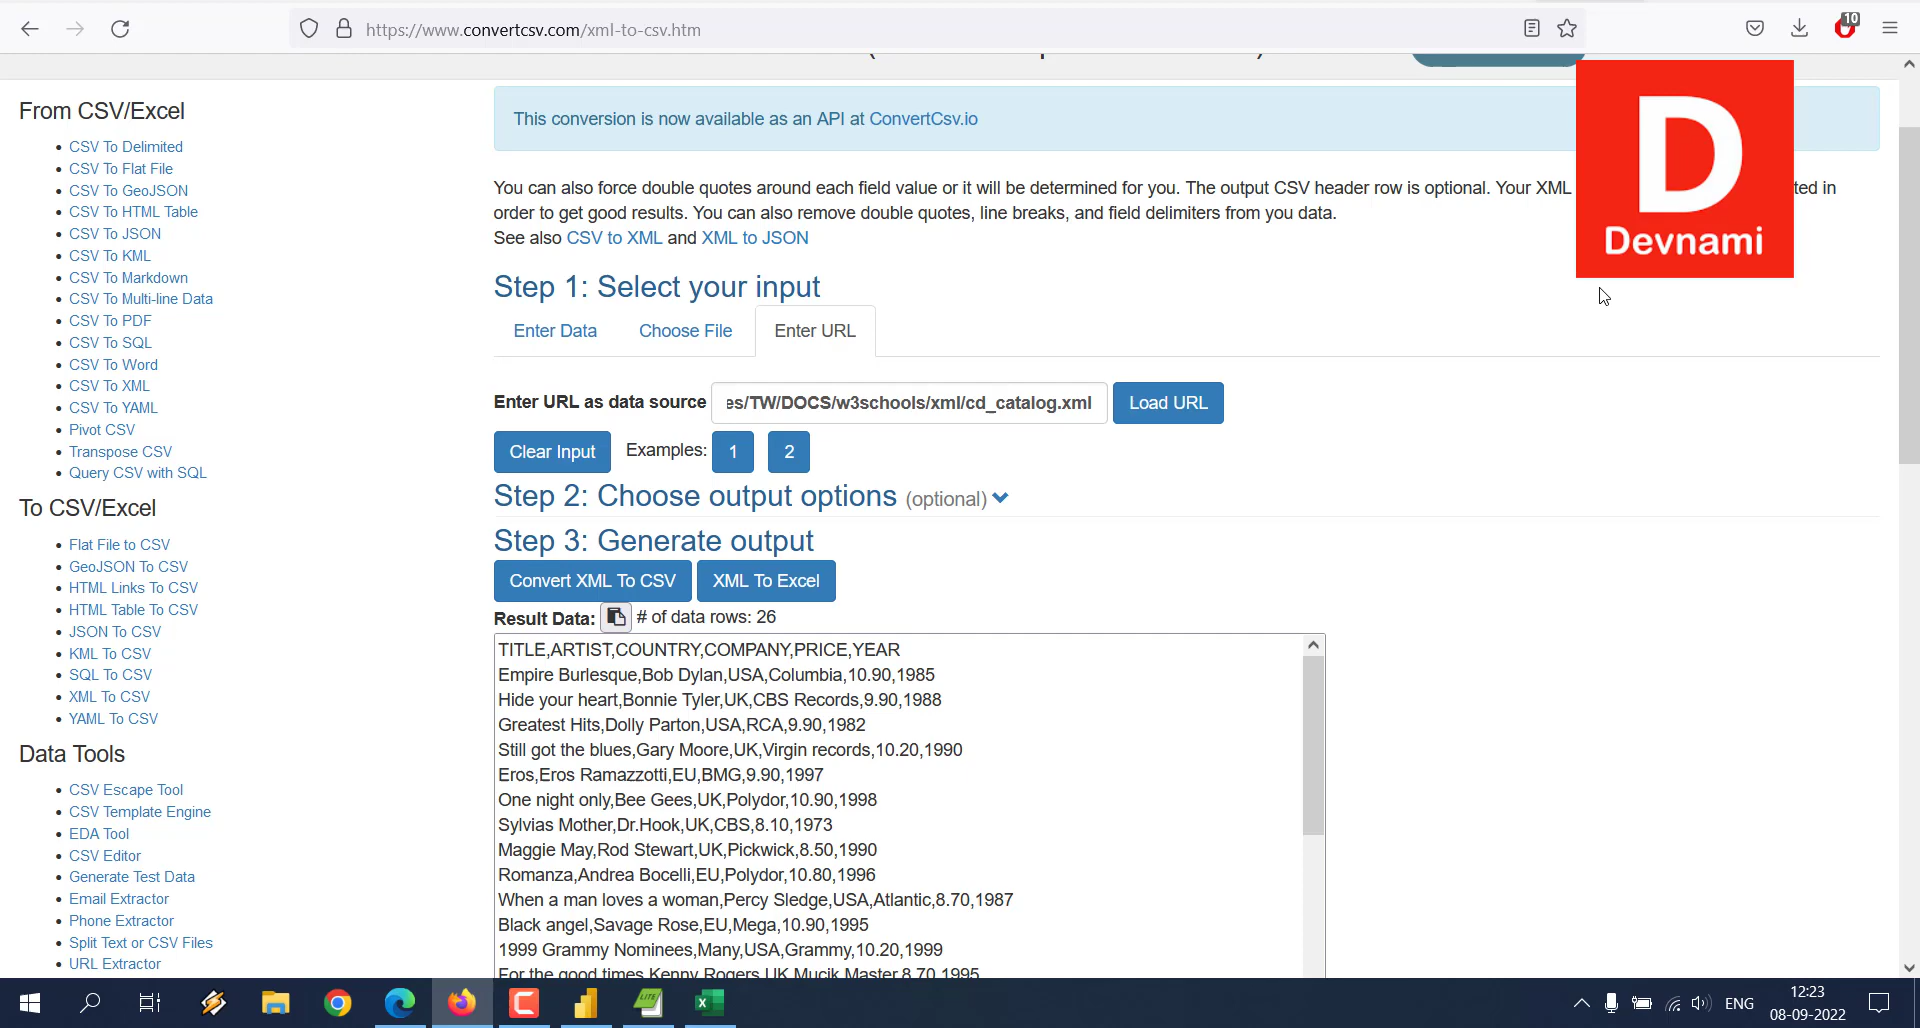 https://www.convertcsv.com/xml-to-csv.htm
10
From CSV/Excel
CSV To Delimited
CSV To Flat File
CSV To GeoJSON
CSV To HTML Table
CSV To JSON
CSV To KML
CSV To Markdown
CSV To Multi-line Data
CSV To PDF
CSV To SQL
CSV To Word
CSV To XML
CSV To YAML
Pivot CSV
Transpose CSV
Query CSV with SQL
To CSV/Excel
Flat File to CSV
GeoJSON To CSV
HTML Links To CSV
HTML Table To CSV
JSON To CSV
KML To CSV
SQL To CSV
XML To CSV
YAML To CSV
Data Tools
CSV Escape Tool
CSV Template Engine
EDA Tool
CSV Editor
Generate Test Data
Email Extractor
Phone Extractor
Split Text or CSV Files
URL Extractor
This conversion is now available as an API at ConvertCsv.io
You can also force double quotes around each field value or it will be determined for you. The output CSV header row is optional. Your XML ted in
order to get good results. You can also remove double quotes, line breaks, and field delimiters from you data.
See also CSV to XML and XML to JSON
D
Devnami
Step 1: Select your input
Enter Data Choose File Enter URL
Enter URL as data source es/TW/DOCS/w3schools/xml/cd_catalog.xml Load URL
Clear Input Examples: 1 2
Step 2: Choose output options (optional)
Step 3: Generate output
Convert XML To CSV XML To Excel
Result Data: # of data rows: 26
TITLE,ARTIST,COUNTRY,COMPANY,PRICE,YEAR
Empire Burlesque,Bob Dylan,USA,Columbia,10.90,1985
Hide your heart,Bonnie Tyler,UK,CBS Records,9.90,1988
Greatest Hits,Dolly Parton,USA,RCA,9.90,1982
Still got the blues,Gary Moore,UK,Virgin records,10.20,1990
Eros,Eros Ramazzotti,EU,BMG,9.90,1997
One night only,Bee Gees,UK,Polydor,10.90,1998
Sylvias Mother,Dr.Hook,UK,CBS,8.10,1973
Maggie May,Rod Stewart,UK,Pickwick,8.50,1990
Romanza,Andrea Bocelli,EU,Polydor,10.80,1996
When a man loves a woman,Percy Sledge,USA,Atlantic,8.70,1987
Black angel,Savage Rose,EU,Mega,10.90,1995
1999 Grammy Nominees,Many,USA,Grammy,10.20,1999
For the good times,Kenny Rogers,UK,Mucik Master,8.70,1995
LITE
ENG
12:23
08-09-2022